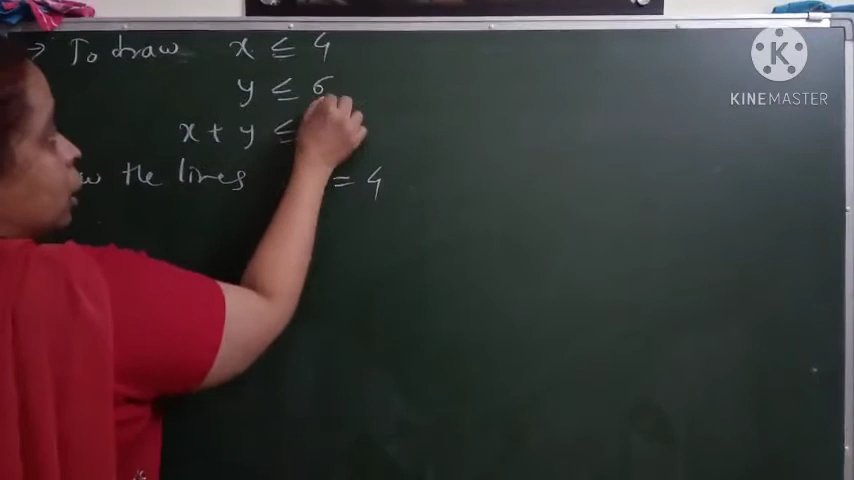 → To draw x ≤ 4
y ≤ 6
x + y ≤
the lines = 4
K
KINEMASTER